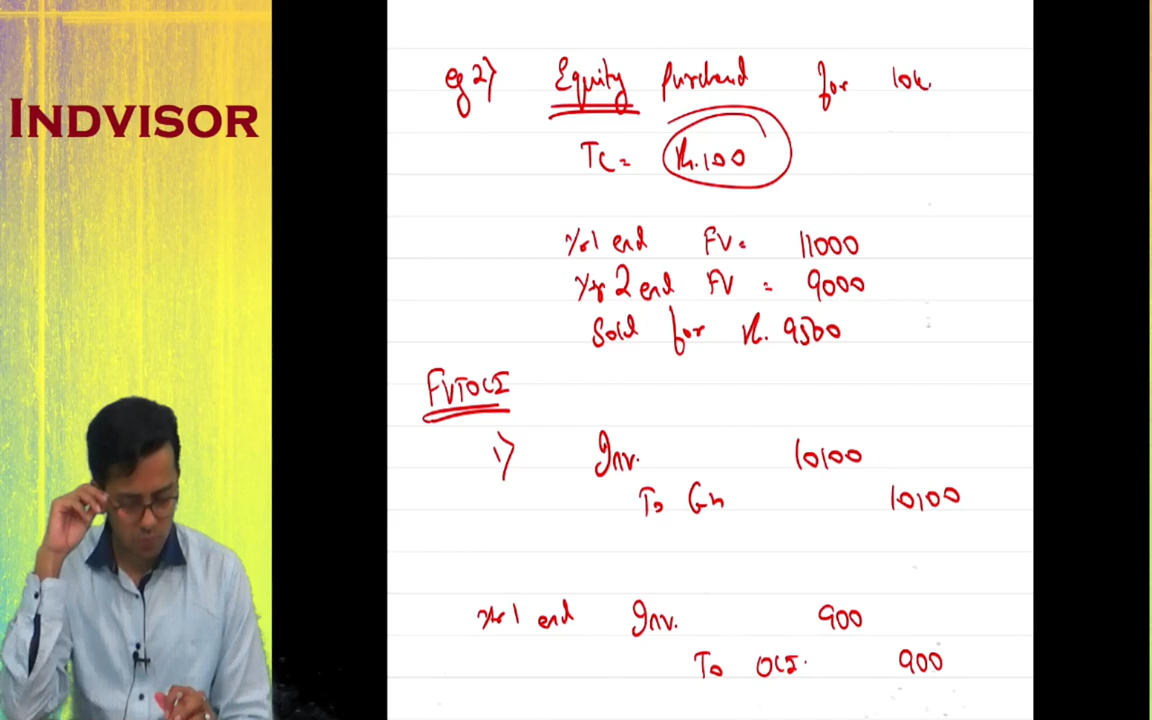 INDVISOR
eg 2) Equity purchased for 10k.
TC = Rs.100
Yr 1 end FV = 11000
Yr 2 end FV = 9000
Sold for Rs. 9500
FVTOCI
1) Inv. 10100
To Csh 10100
Yr 1 end Inv. 900
To OCI. 900